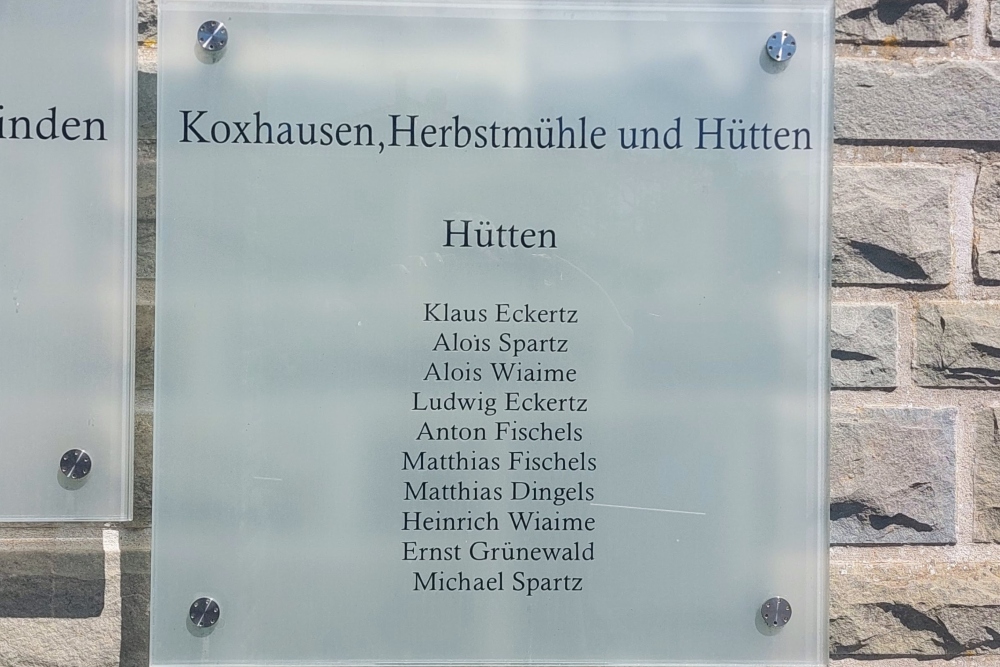 inden
Koxhausen,Herbstmühle und Hütten
Hütten
Klaus Eckertz
Alois Spartz
Alois Wiaime
Ludwig Eckertz
Anton Fischels
Matthias Fischels
Matthias Dingels
Heinrich Wiaime
Ernst Grünewald
Michael Spartz